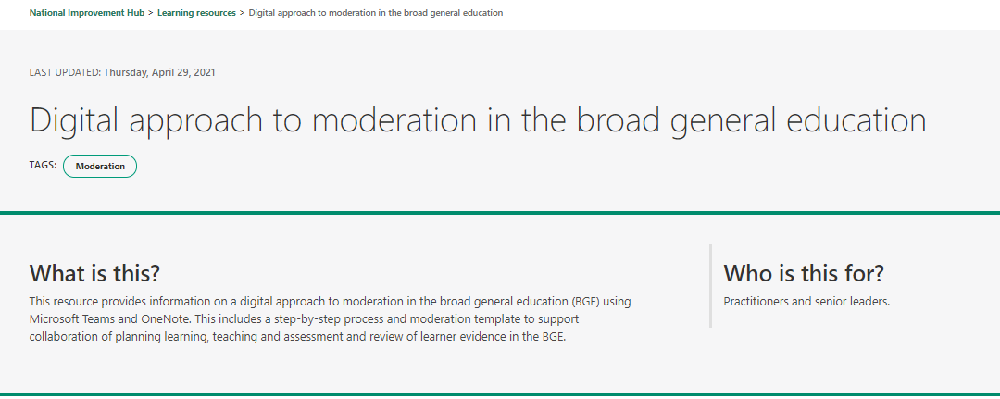 National Improvement Hub > Learning resources > Digital approach to moderation in the broad general education
LAST UPDATED: Thursday, April 29, 2021
Digital approach to moderation in the broad general education
TAGS: Moderation
What is this?
This resource provides information on a digital approach to moderation in the broad general education (BGE) using
Microsoft Teams and OneNote. This includes a step-by-step process and moderation template to support
collaboration of planning learning, teaching and assessment and review of learner evidence in the BGE.
Who is this for?
Practitioners and senior leaders.